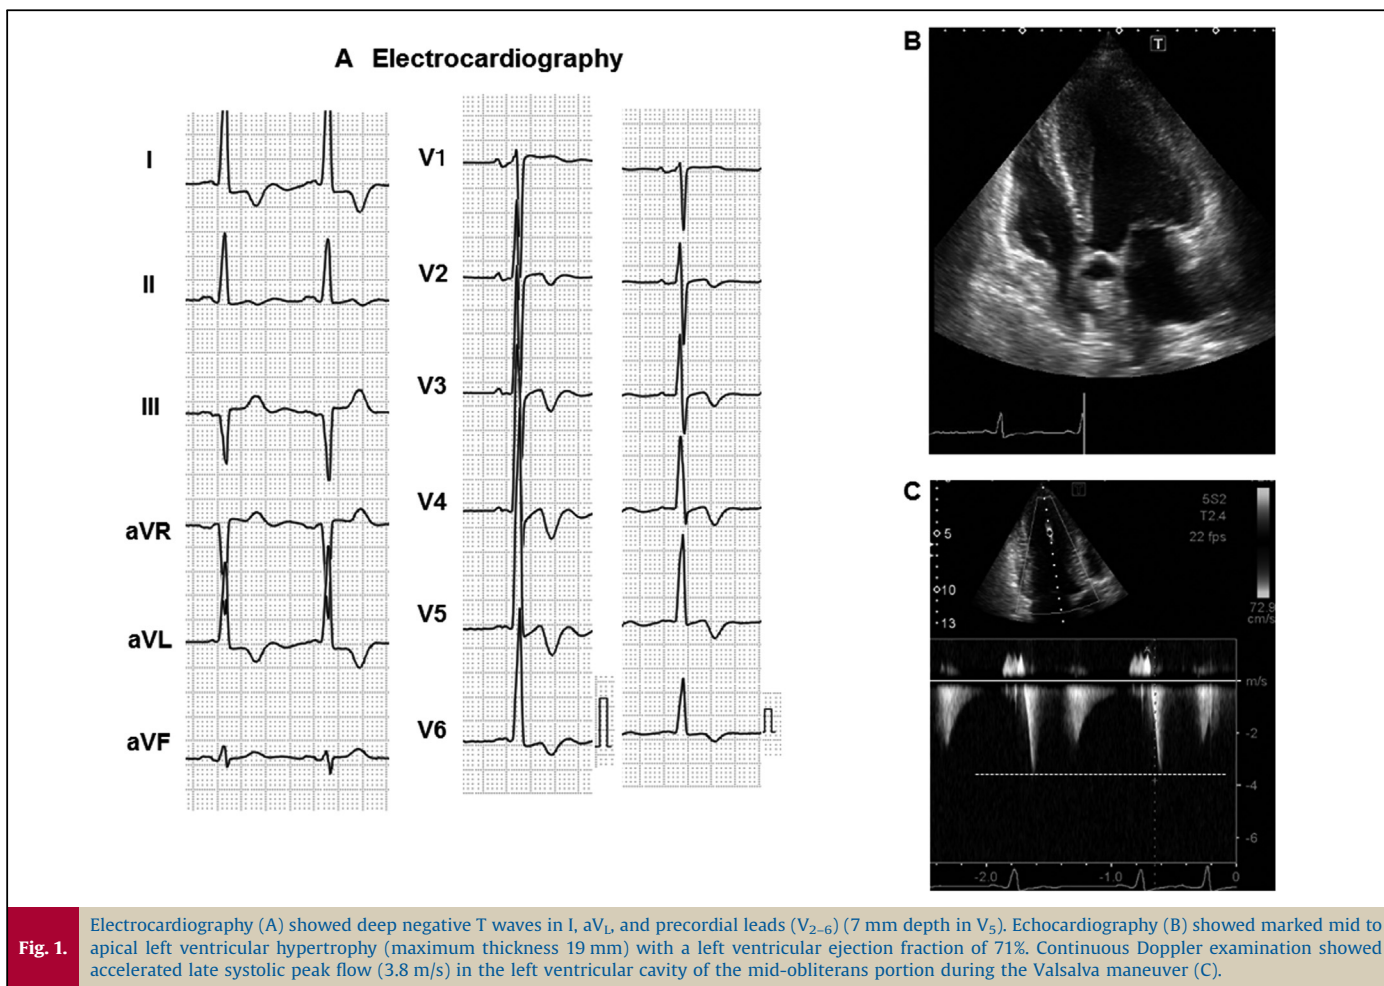 A Electrocardiography
I
II
III
aVR
aVL
aVF
V1
V2
V3
V4
V5
V6
B
T
C
V
5S2
T2.4
22 fps
5
10
13
72.9
cm/s
m/s
-2
-4
-6
-2.0 -1.0 0
Fig. 1.
Electrocardiography (A) showed deep negative T waves in I, aVL, and precordial leads (V2–6) (7 mm depth in V5). Echocardiography (B) showed marked mid to
apical left ventricular hypertrophy (maximum thickness 19 mm) with a left ventricular ejection fraction of 71%. Continuous Doppler examination showed
accelerated late systolic peak flow (3.8 m/s) in the left ventricular cavity of the mid-obliterans portion during the Valsalva maneuver (C).